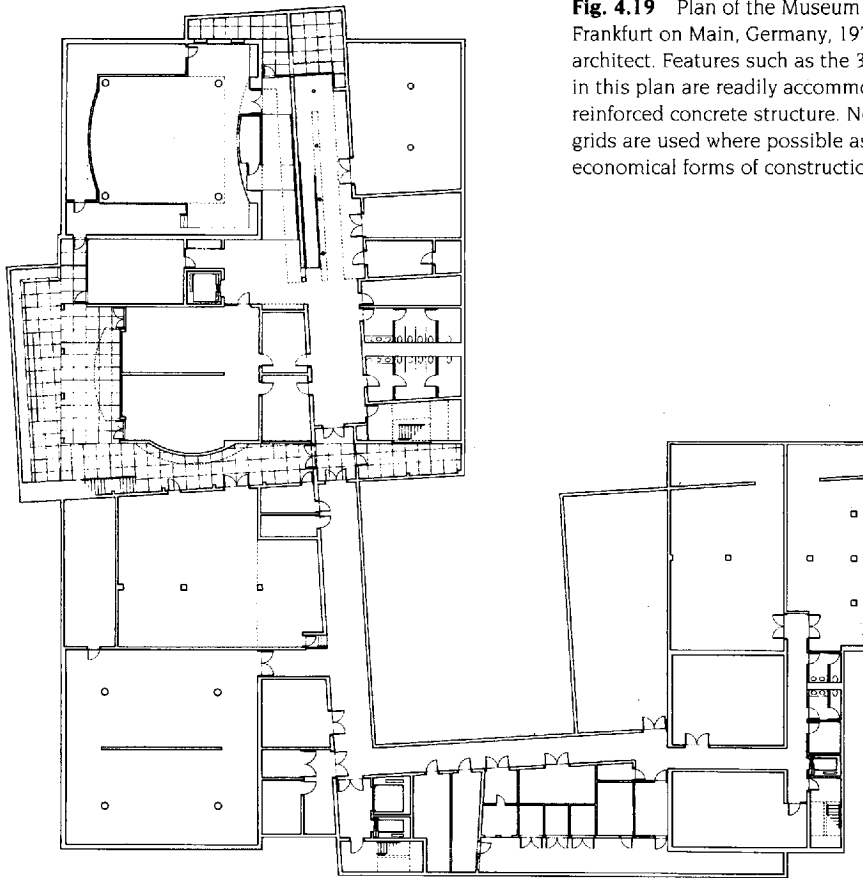 Fig. 4.19 Plan of the Museum
Frankfurt on Main, Germany, 19
architect. Features such as the 3
in this plan are readily accommo
reinforced concrete structure. N
grids are used where possible as
economical forms of constructio